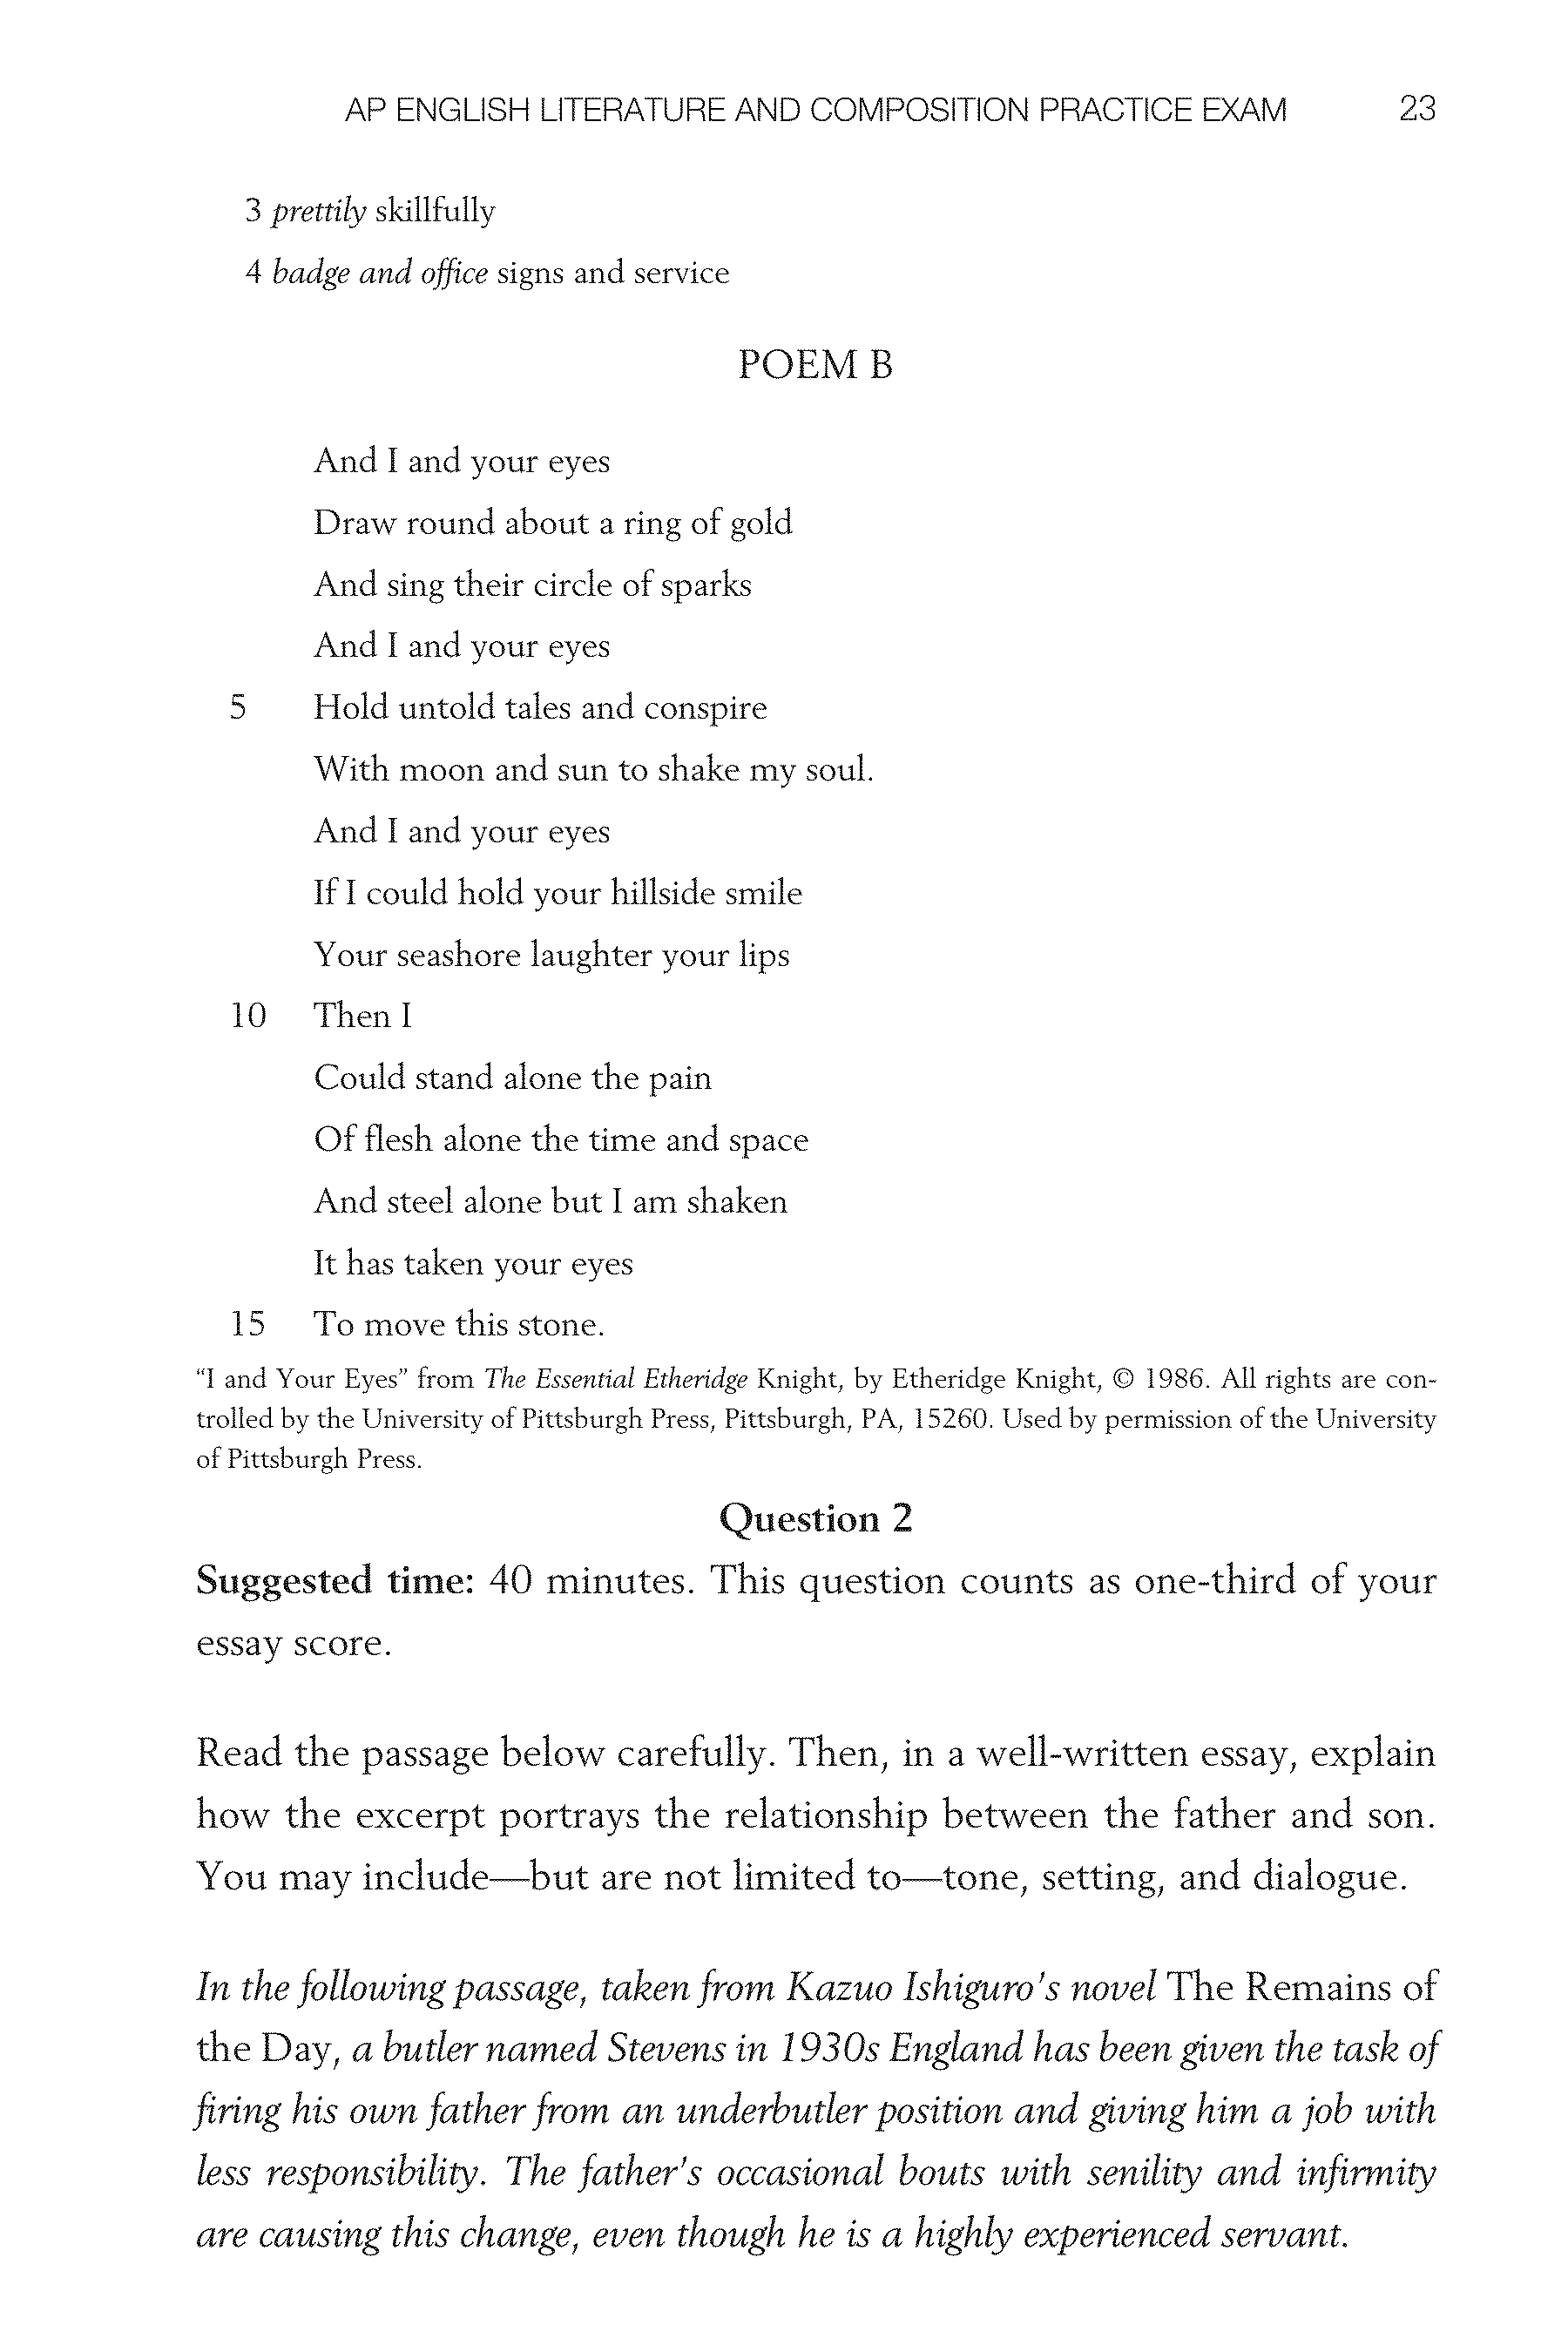 AP ENGLISH LITERATURE AND COMPOSITION PRACTICE EXAM 23
3 prettily skillfully
4 badge and office signs and service
POEM B
And I and your eyes
Draw round about a ring of gold
And sing their circle of sparks
And I and your eyes
5 Hold untold tales and conspire
With moon and sun to shake my soul.
And I and your eyes
If I could hold your hillside smile
Your seashore laughter your lips
10 Then I
Could stand alone the pain
Of flesh alone the time and space
And steel alone but I am shaken
It has taken your eyes
15 To move this stone.
“I and Your Eyes” from The Essential Etheridge Knight, by Etheridge Knight, © 1986. All rights are con-
trolled by the University of Pittsburgh Press, Pittsburgh, PA, 15260. Used by permission of the University
of Pittsburgh Press.
Question 2
Suggested time: 40 minutes. This question counts as one-third of your
essay score.
Read the passage below carefully. Then, in a well-written essay, explain
how the excerpt portrays the relationship between the father and son.
You may include—but are not limited to—tone, setting, and dialogue.
In the following passage, taken from Kazuo Ishiguro’s novel The Remains of
the Day, a butler named Stevens in 1930s England has been given the task of
firing his own father from an underbutler position and giving him a job with
less responsibility. The father’s occasional bouts with senility and infirmity
are causing this change, even though he is a highly experienced servant.